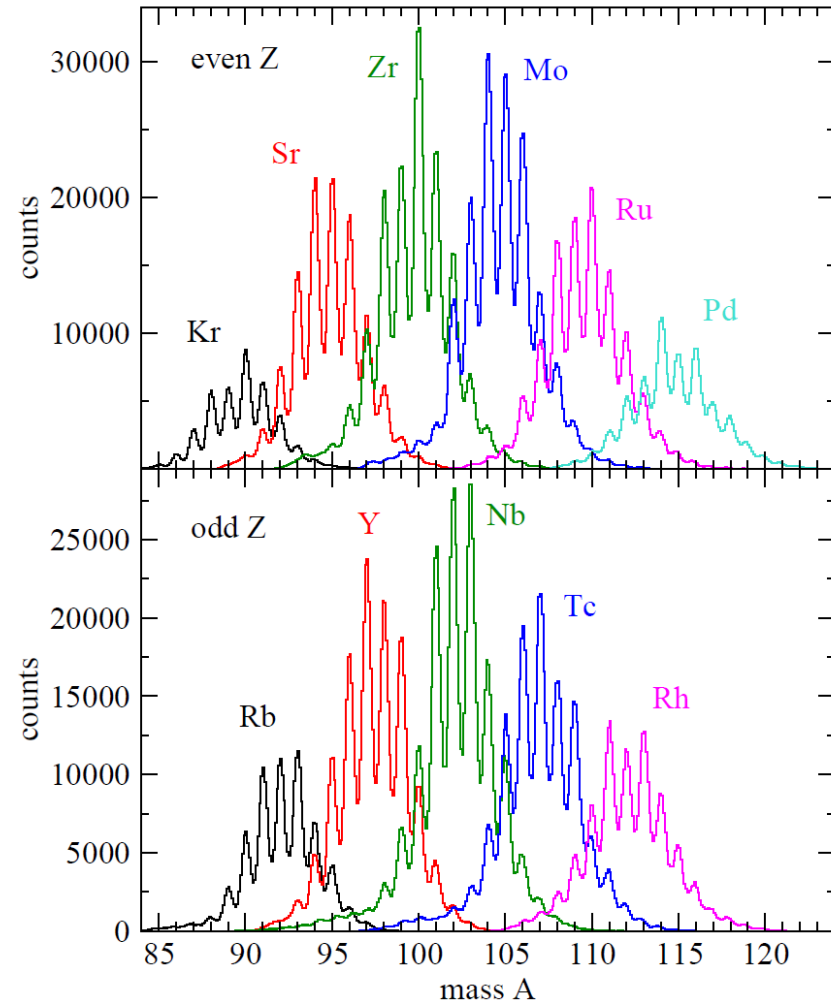 even Z
Kr
Sr
Zr
Mo
Ru
Pd
counts
30000
20000
10000
odd Z
Rb
Y
Nb
Tc
Rh
counts
25000
20000
15000
10000
5000
0
85 90 95 100 105 110 115 120
mass A